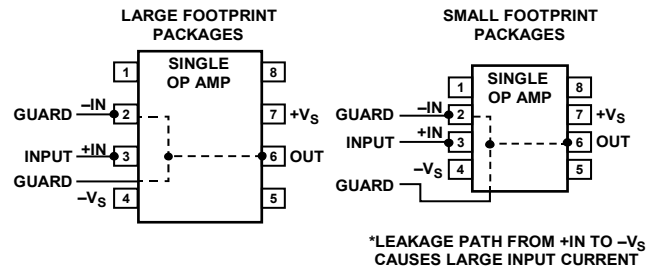 LARGE FOOTPRINT
PACKAGES
SINGLE
OP AMP
1
8
GUARD
–IN
2
7
+VS
INPUT
+IN
3
6
OUT
GUARD
–VS
4
5
SMALL FOOTPRINT
PACKAGES
SINGLE
OP AMP
1
8
GUARD
–IN
2
7
+VS
INPUT
+IN
3
6
OUT
–VS
4
5
GUARD
*LEAKAGE PATH FROM +IN TO –VS
CAUSES LARGE INPUT CURRENT